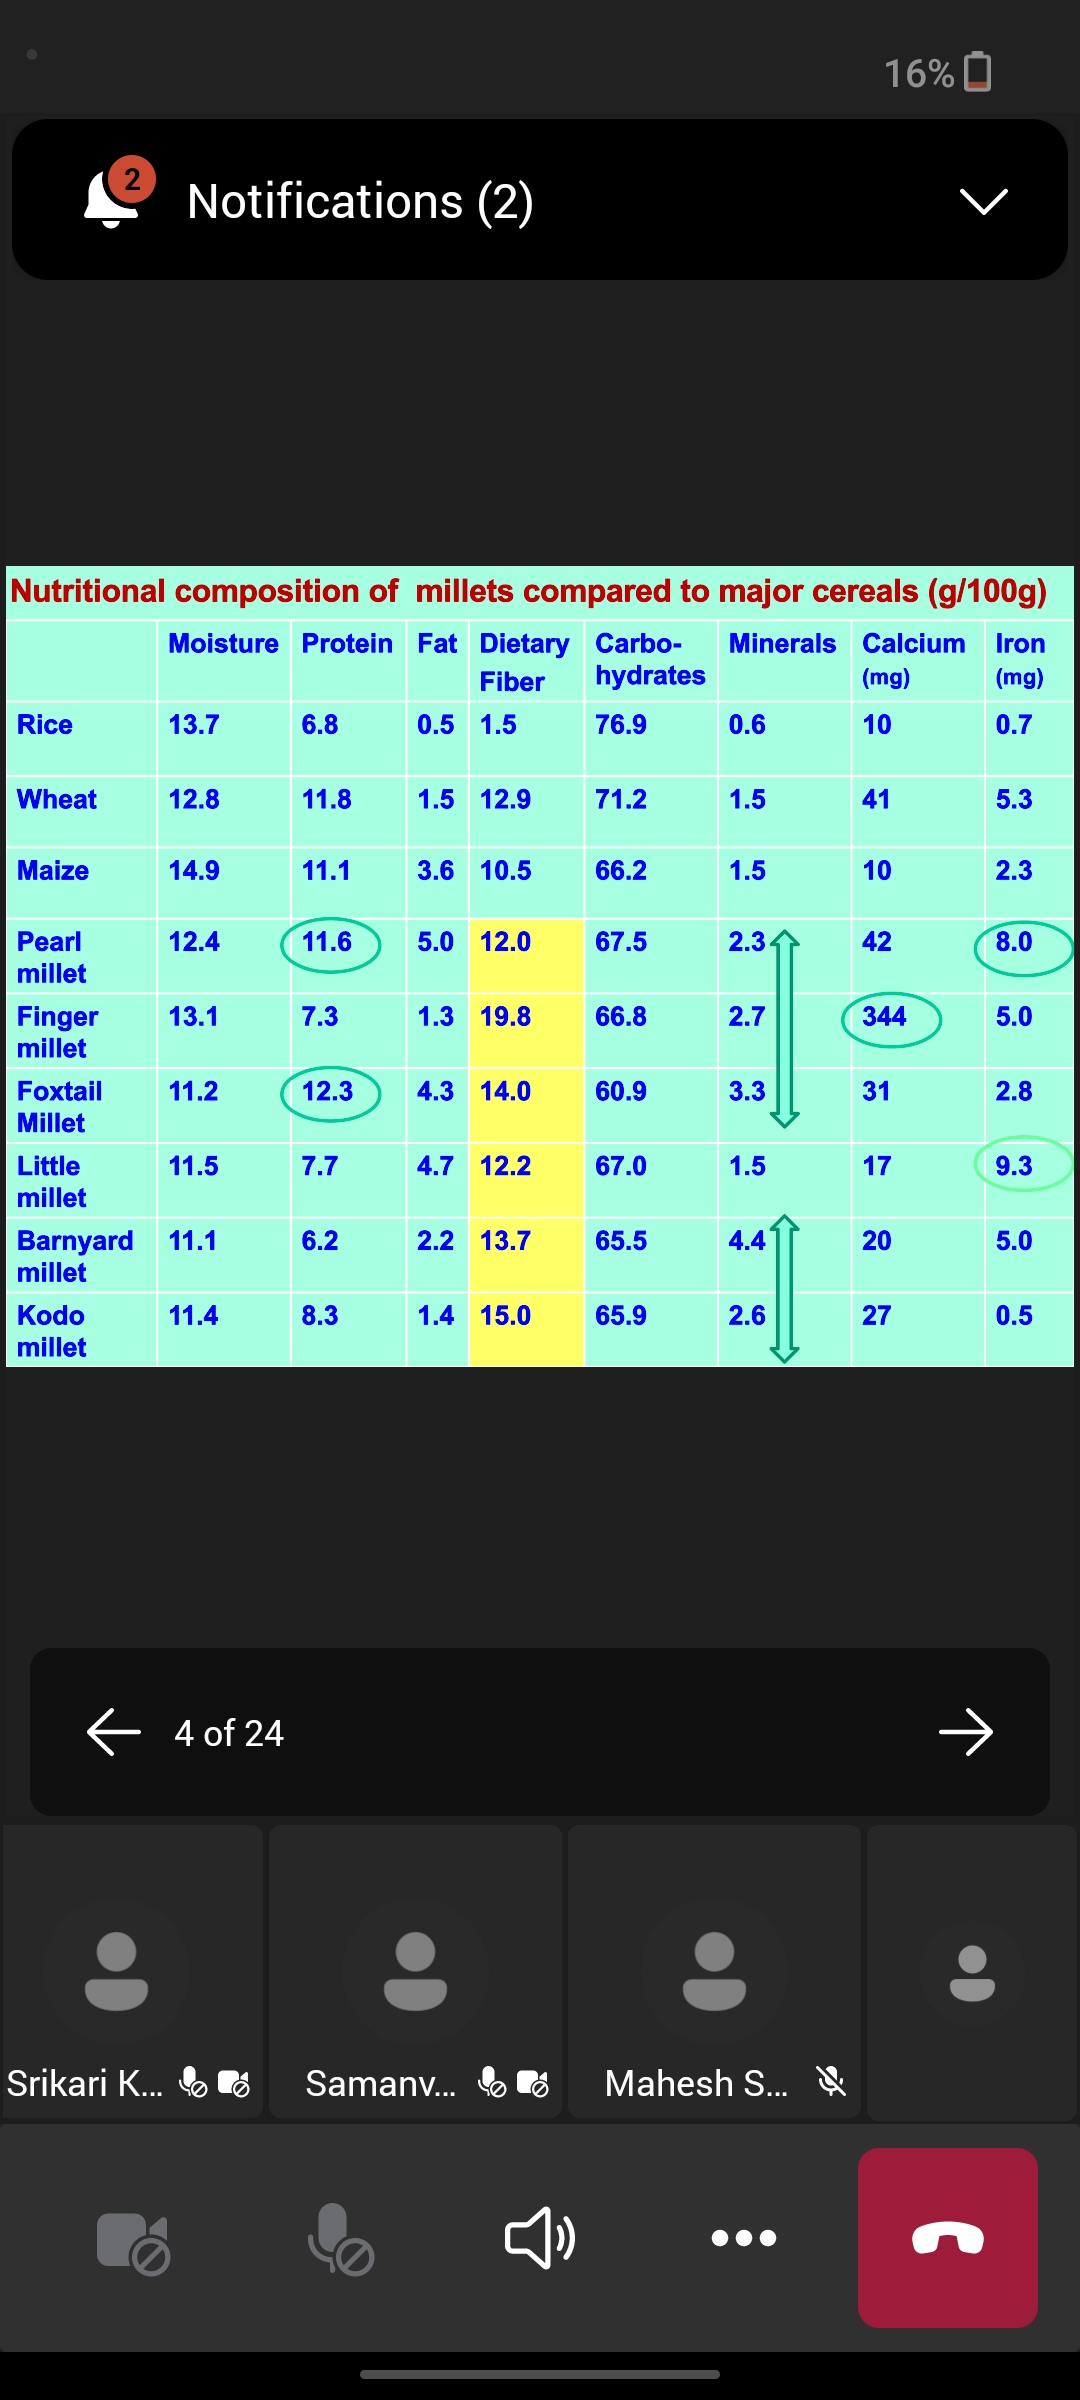 16%
2
Notifications (2)
Nutritional composition of millets compared to major cereals (g/100g)
Moisture Protein Fat Dietary Fiber Carbo-hydrates Minerals Calcium (mg) Iron (mg)
Rice 13.7 6.8 0.5 1.5 76.9 0.6 10 0.7
Wheat 12.8 11.8 1.5 12.9 71.2 1.5 41 5.3
Maize 14.9 11.1 3.6 10.5 66.2 1.5 10 2.3
Pearl millet 12.4 11.6 5.0 12.0 67.5 2.3 42 8.0
Finger millet 13.1 7.3 1.3 19.8 66.8 2.7 344 5.0
Foxtail Millet 11.2 12.3 4.3 14.0 60.9 3.3 31 2.8
Little millet 11.5 7.7 4.7 12.2 67.0 1.5 17 9.3
Barnyard millet 11.1 6.2 2.2 13.7 65.5 4.4 20 5.0
Kodo millet 11.4 8.3 1.4 15.0 65.9 2.6 27 0.5
4 of 24
Srikari K... Samanv... Mahesh S...